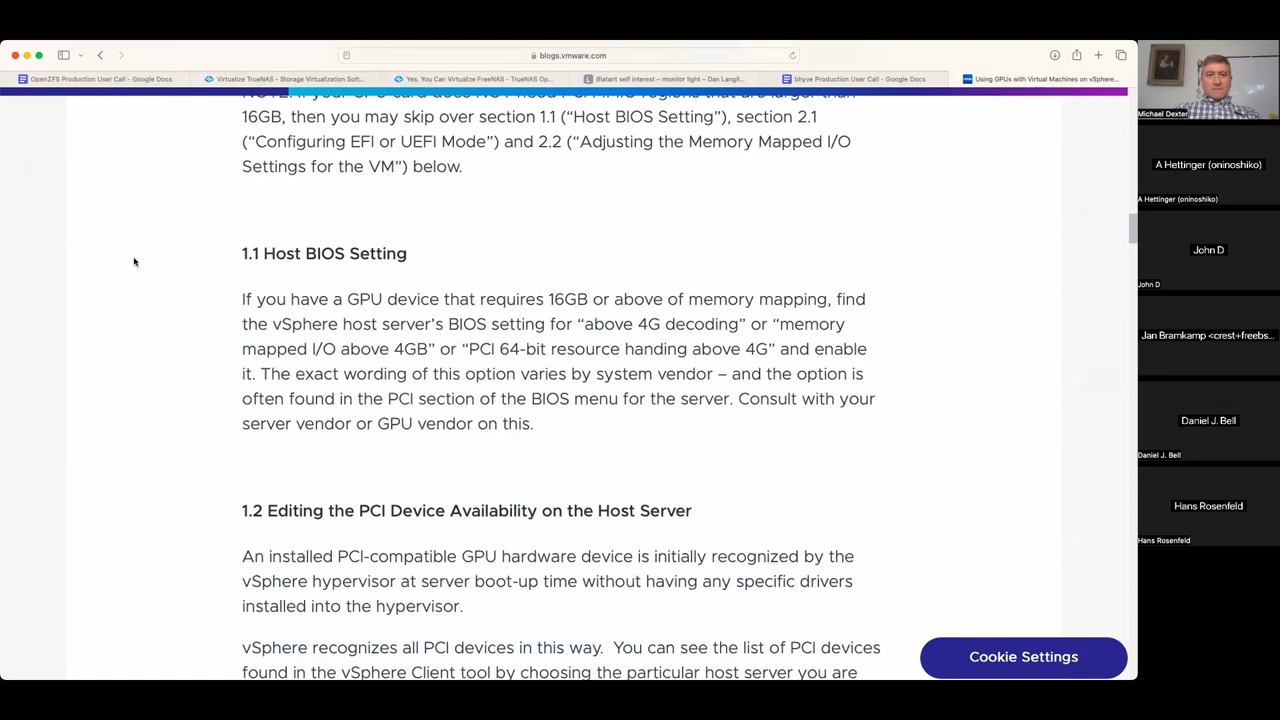 blogs.vmware.com
OpenZFS Production User Call - Google Docs
Virtualize TrueNAS - Storage Virtualization Soft...
Yes, You Can Virtualize FreeNAS - TrueNAS Op...
Blatant self interest – monitor light – Dan Langil...
bhyve Production User Call - Google Docs
Using GPUs with Virtual Machines on vSphere...
16GB, then you may skip over section 1.1 (“Host BIOS Setting”), section 2.1
(“Configuring EFI or UEFI Mode”) and 2.2 (“Adjusting the Memory Mapped I/O
Settings for the VM”) below.
1.1 Host BIOS Setting
If you have a GPU device that requires 16GB or above of memory mapping, find
the vSphere host server’s BIOS setting for “above 4G decoding” or “memory
mapped I/O above 4GB” or “PCI 64-bit resource handing above 4G” and enable
it. The exact wording of this option varies by system vendor – and the option is
often found in the PCI section of the BIOS menu for the server. Consult with your
server vendor or GPU vendor on this.
1.2 Editing the PCI Device Availability on the Host Server
An installed PCI-compatible GPU hardware device is initially recognized by the
vSphere hypervisor at server boot-up time without having any specific drivers
installed into the hypervisor.
vSphere recognizes all PCI devices in this way. You can see the list of PCI devices
found in the vSphere Client tool by choosing the particular host server you are
Cookie Settings
Michael Dexter
A Hettinger (oninoshiko)
A Hettinger (oninoshiko)
John D
John D
Jan Bramkamp <crest+freebs...
Daniel J. Bell
Daniel J. Bell
Hans Rosenfeld
Hans Rosenfeld